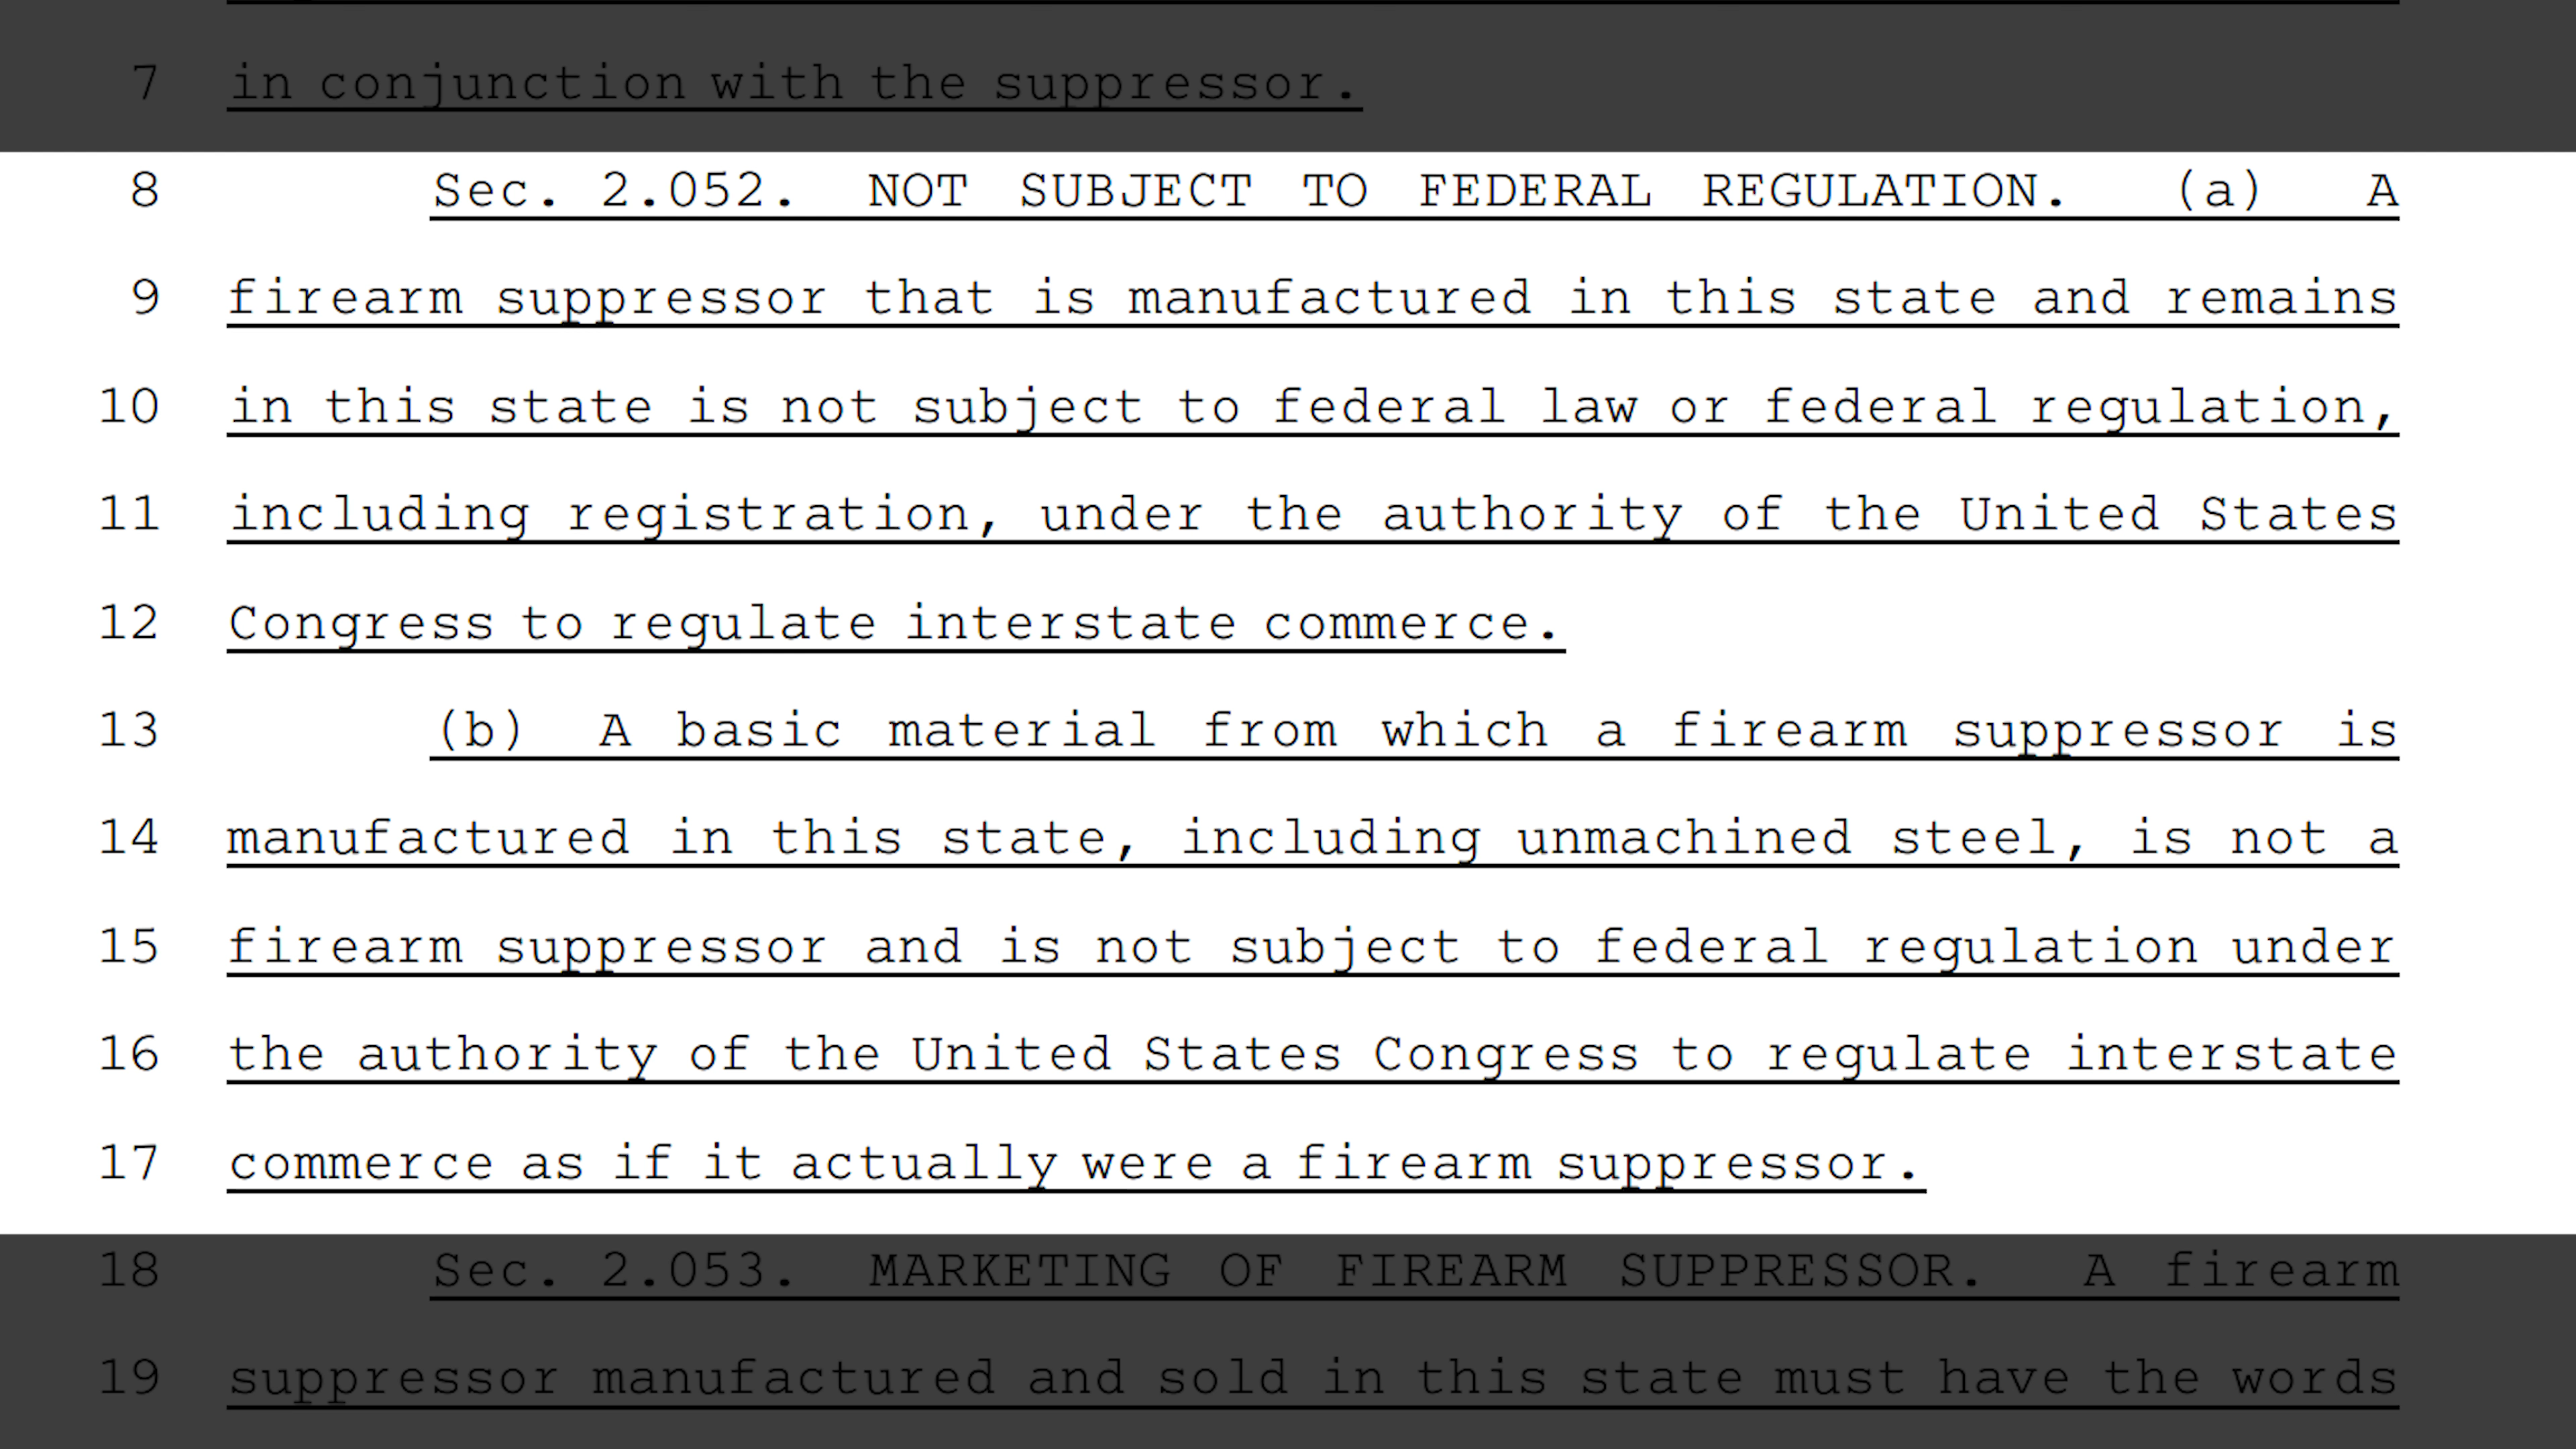 7 in conjunction with the suppressor.
8 Sec. 2.052. NOT SUBJECT TO FEDERAL REGULATION. (a) A
9 firearm suppressor that is manufactured in this state and remains
10 in this state is not subject to federal law or federal regulation,
11 including registration, under the authority of the United States
12 Congress to regulate interstate commerce.
13 (b) A basic material from which a firearm suppressor is
14 manufactured in this state, including unmachined steel, is not a
15 firearm suppressor and is not subject to federal regulation under
16 the authority of the United States Congress to regulate interstate
17 commerce as if it actually were a firearm suppressor.
18 Sec. 2.053. MARKETING OF FIREARM SUPPRESSOR. A firearm
19 suppressor manufactured and sold in this state must have the words